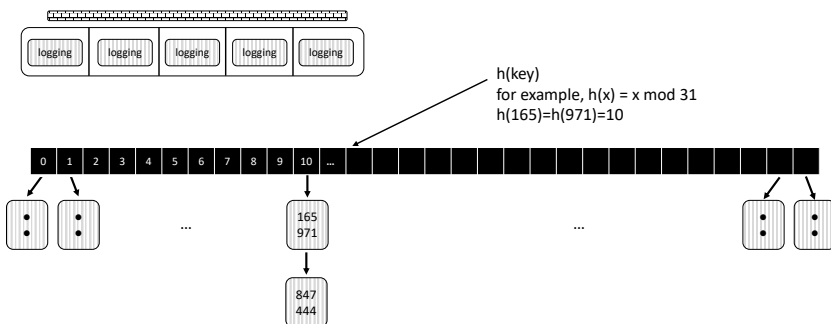 logging logging logging logging logging
h(key)
for example, h(x) = x mod 31
h(165)=h(971)=10
0 1 2 3 4 5 6 7 8 9 10 ...
... ...
165
971
847
444